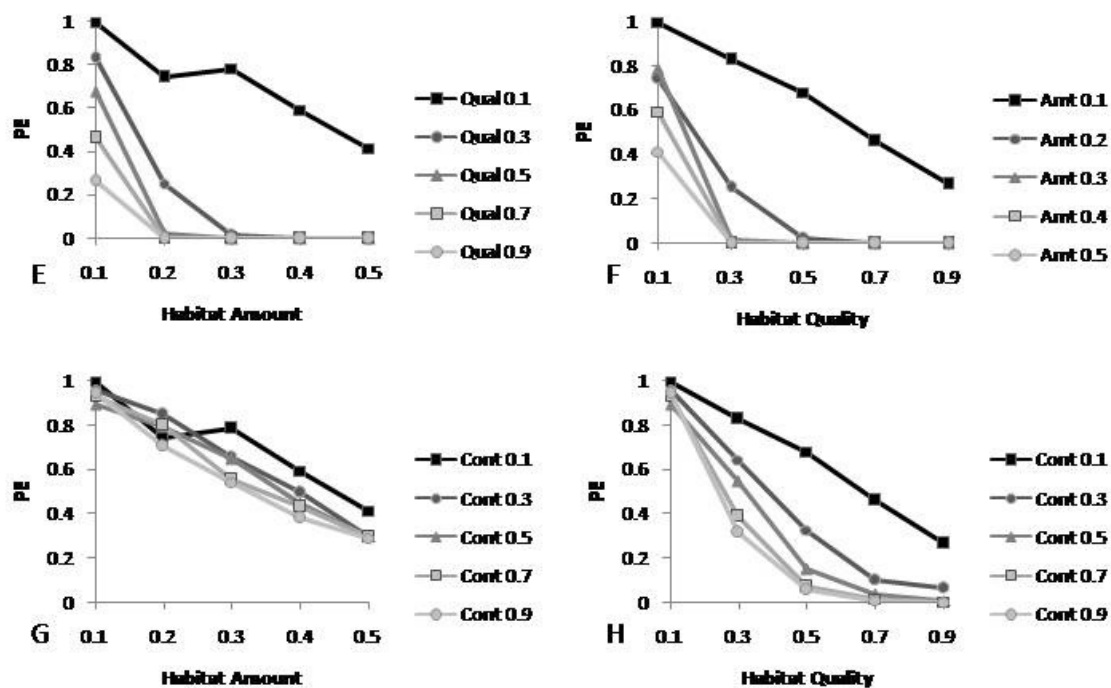 1
0.8
0.6
0.4
0.2
0
PE
0.1 0.2 0.3 0.4 0.5
Habitat Amount
E
Qual 0.1
Qual 0.3
Qual 0.5
Qual 0.7
Qual 0.9
1
0.8
0.6
0.4
0.2
0
PE
0.1 0.3 0.5 0.7 0.9
Habitat Quality
F
Amt 0.1
Amt 0.2
Amt 0.3
Amt 0.4
Amt 0.5
1
0.8
0.6
0.4
0.2
0
PE
0.1 0.2 0.3 0.4 0.5
Habitat Amount
G
Cont 0.1
Cont 0.3
Cont 0.5
Cont 0.7
Cont 0.9
1
0.8
0.6
0.4
0.2
0
PE
0.1 0.3 0.5 0.7 0.9
Habitat Quality
H
Cont 0.1
Cont 0.3
Cont 0.5
Cont 0.7
Cont 0.9